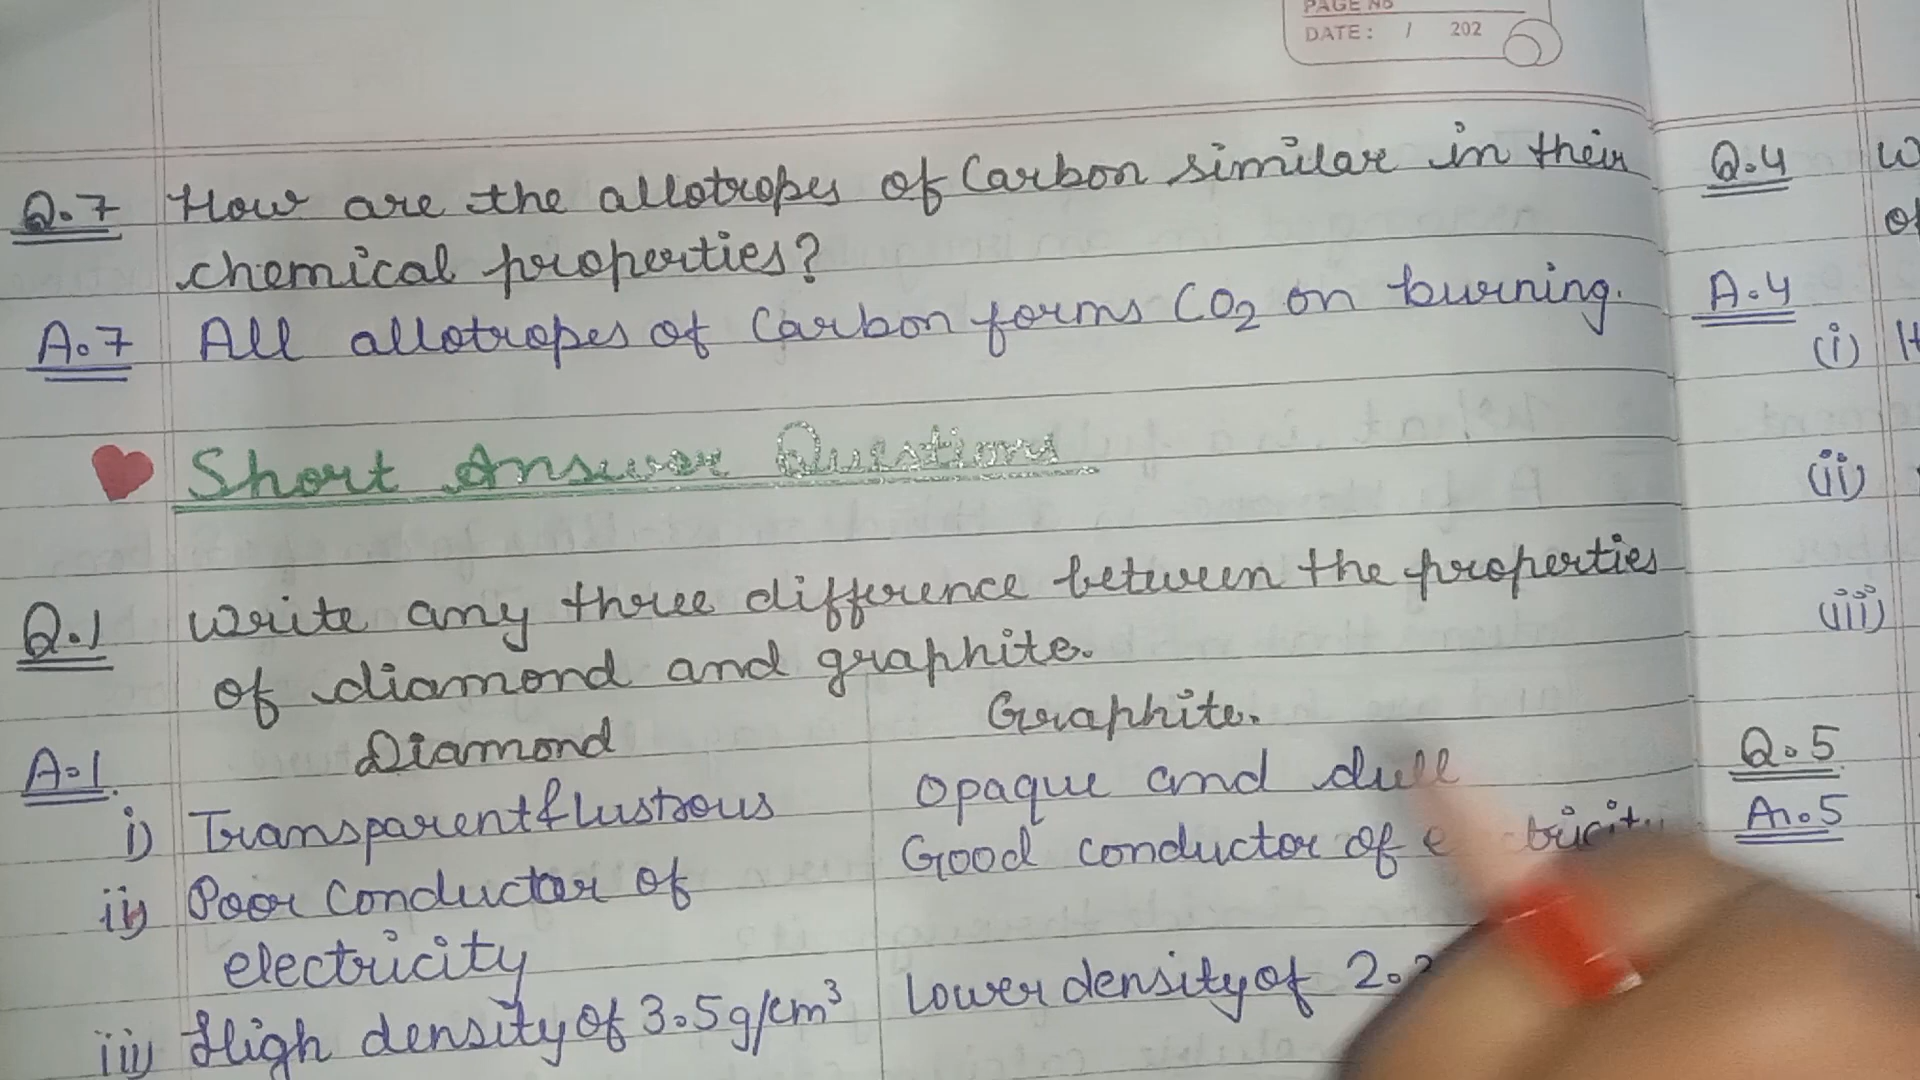 PAGE NO
DATE: / 202
Q.7 How are the allotropes of Carbon similar in their
chemical properties?
A.7 All allotropes of Carbon forms CO2 on burning.
Short Answer Questions
Q.1 Write any three difference between the properties
of diamond and graphite.
A.1. Diamond Graphite.
i) Transparent & lustrous Opaque and dull
ii) Poor conductor of Good conductor of
electricity
iii) High density of 3.5g/cm³ Lower density of
Q.4
A.4
(i)
(ii)
(iii)
Q.5
A.5